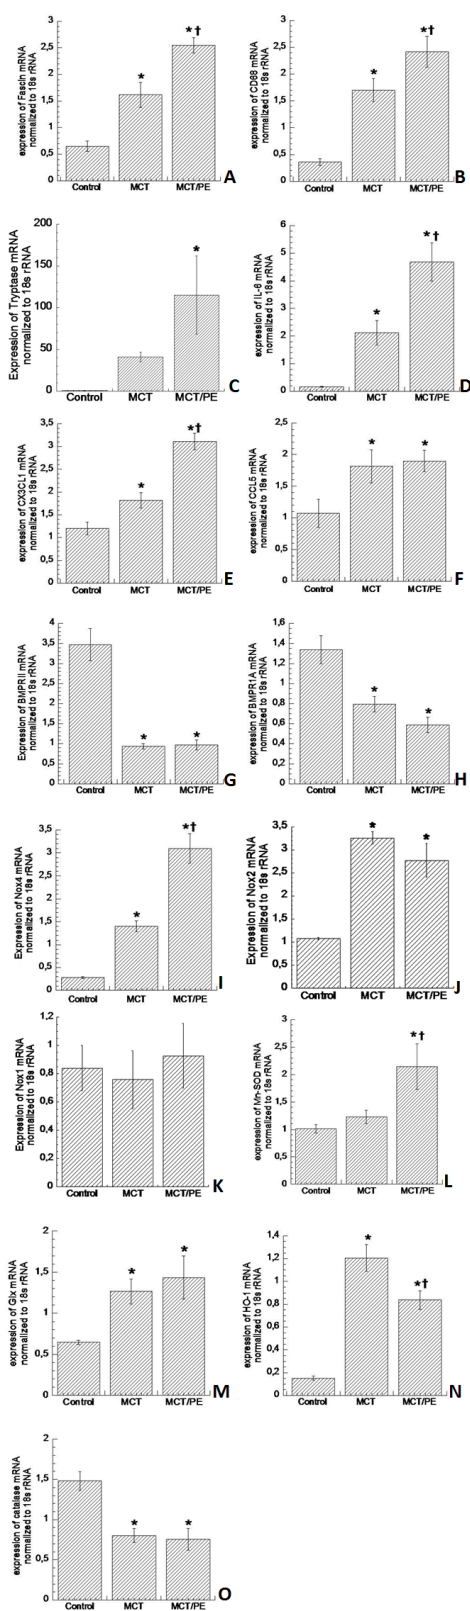 expression of Fascin mRNA
normalized to 18s rRNA
3
2,5
2
1,5
1
0,5
0
*
*†
Control MCT MCT/PE
A
expression of CD68 mRNA
normalized to 18s rRNA
3
2,5
2
1,5
1
0,5
0
*
*†
Control MCT MCT/PE
B
Expression of Tryptase mRNA
normalized to 18s rRNA
200
150
100
50
0
*
Control MCT MCT/PE
C
expression of IL-6 mRNA
normalized to 18s rRNA
6
5
4
3
2
1
0
*
*†
Control MCT MCT/PE
D
expression of CX3CL1 mRNA
normalized to 18s rRNA
3,5
3
2,5
2
1,5
1
0,5
0
*
*†
Control MCT MCT/PE
E
expression of CCL5 mRNA
normalized to 18s rRNA
2,5
2
1,5
1
0,5
0
*
*
Control MCT MCT/PE
F
expression of BMPRII mRNA
normalized to 18s rRNA
4
3,5
3
2,5
2
1,5
1
0,5
0
*
*
Control MCT MCT/PE
G
expression of BMPR1A mRNA
normalized to 18s rRNA
1,6
1,4
1,2
1
0,8
0,6
0,4
0,2
0
*
*
Control MCT MCT/PE
H
Expression of Nox4 mRNA
normalized to 18s rRNA
3,5
3
2,5
2
1,5
1
0,5
0
*
*†
Control MCT MCT/PE
I
Expression of Nox2 mRNA
normalized to 18s rRNA
3,5
3
2,5
2
1,5
1
0,5
0
*
*
Control MCT MCT/PE
J
Expression of Nox1 mRNA
normalized to 18s rRNA
1,2
1
0,8
0,6
0,4
0,2
0
Control MCT MCT/PE
K
expression of Mn-SOD mRNA
normalized to 18s rRNA
3
2,5
2
1,5
1
0,5
0
*†
Control MCT MCT/PE
L
expression of Glx mRNA
normalized to 18s rRNA
2
1,5
1
0,5
0
*
*
Control MCT MCT/PE
M
expression of HO-1 mRNA
normalized to 18s rRNA
1,4
1,2
1
0,8
0,6
0,4
0,2
0
*
*†
Control MCT MCT/PE
N
expression of catalase mRNA
normalized to 18s rRNA
2
1,5
1
0,5
0
*
*
Control MCT MCT/PE
O